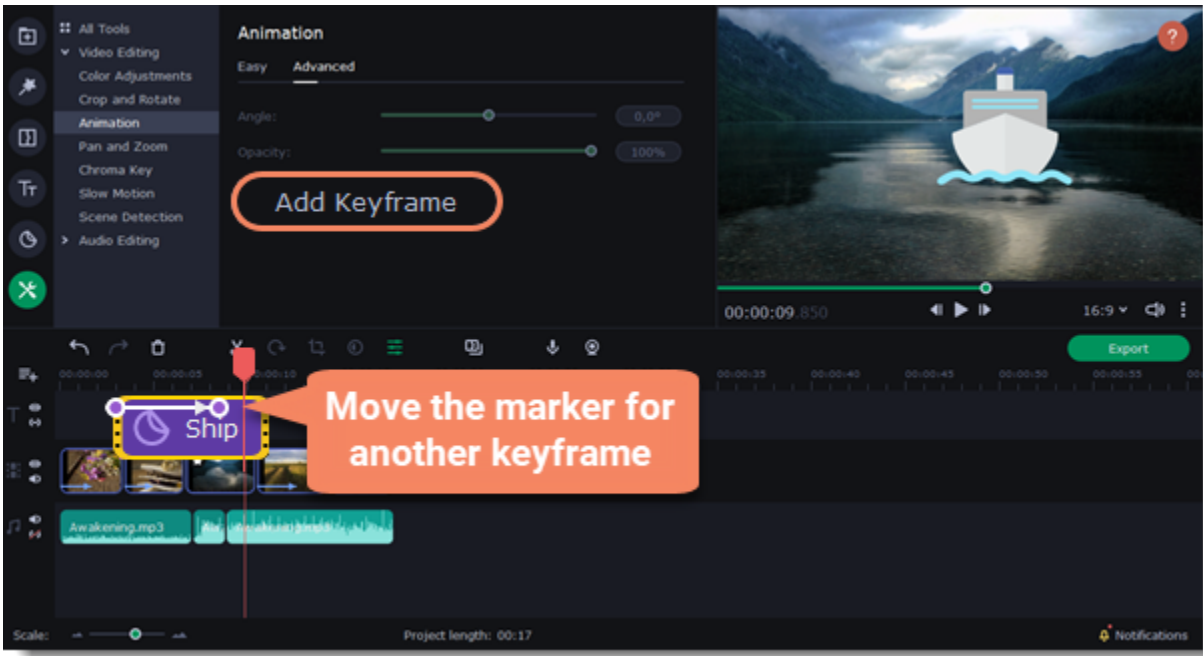 All Tools
Video Editing
Color Adjustments
Crop and Rotate
Animation
Pan and Zoom
Chroma Key
Slow Motion
Scene Detection
Audio Editing
Animation
Easy Advanced
Angle: 0,0°
Opacity: 100%
Add Keyframe
?
00:00:09.850
16:9
Export
00:00:00 00:00:05 00:00:10 00:00:35 00:00:40 00:00:45 00:00:50 00:00:55
Move the marker for
another keyframe
Ship
Awakening.mp3
Scale:
Project length: 00:17
Notifications